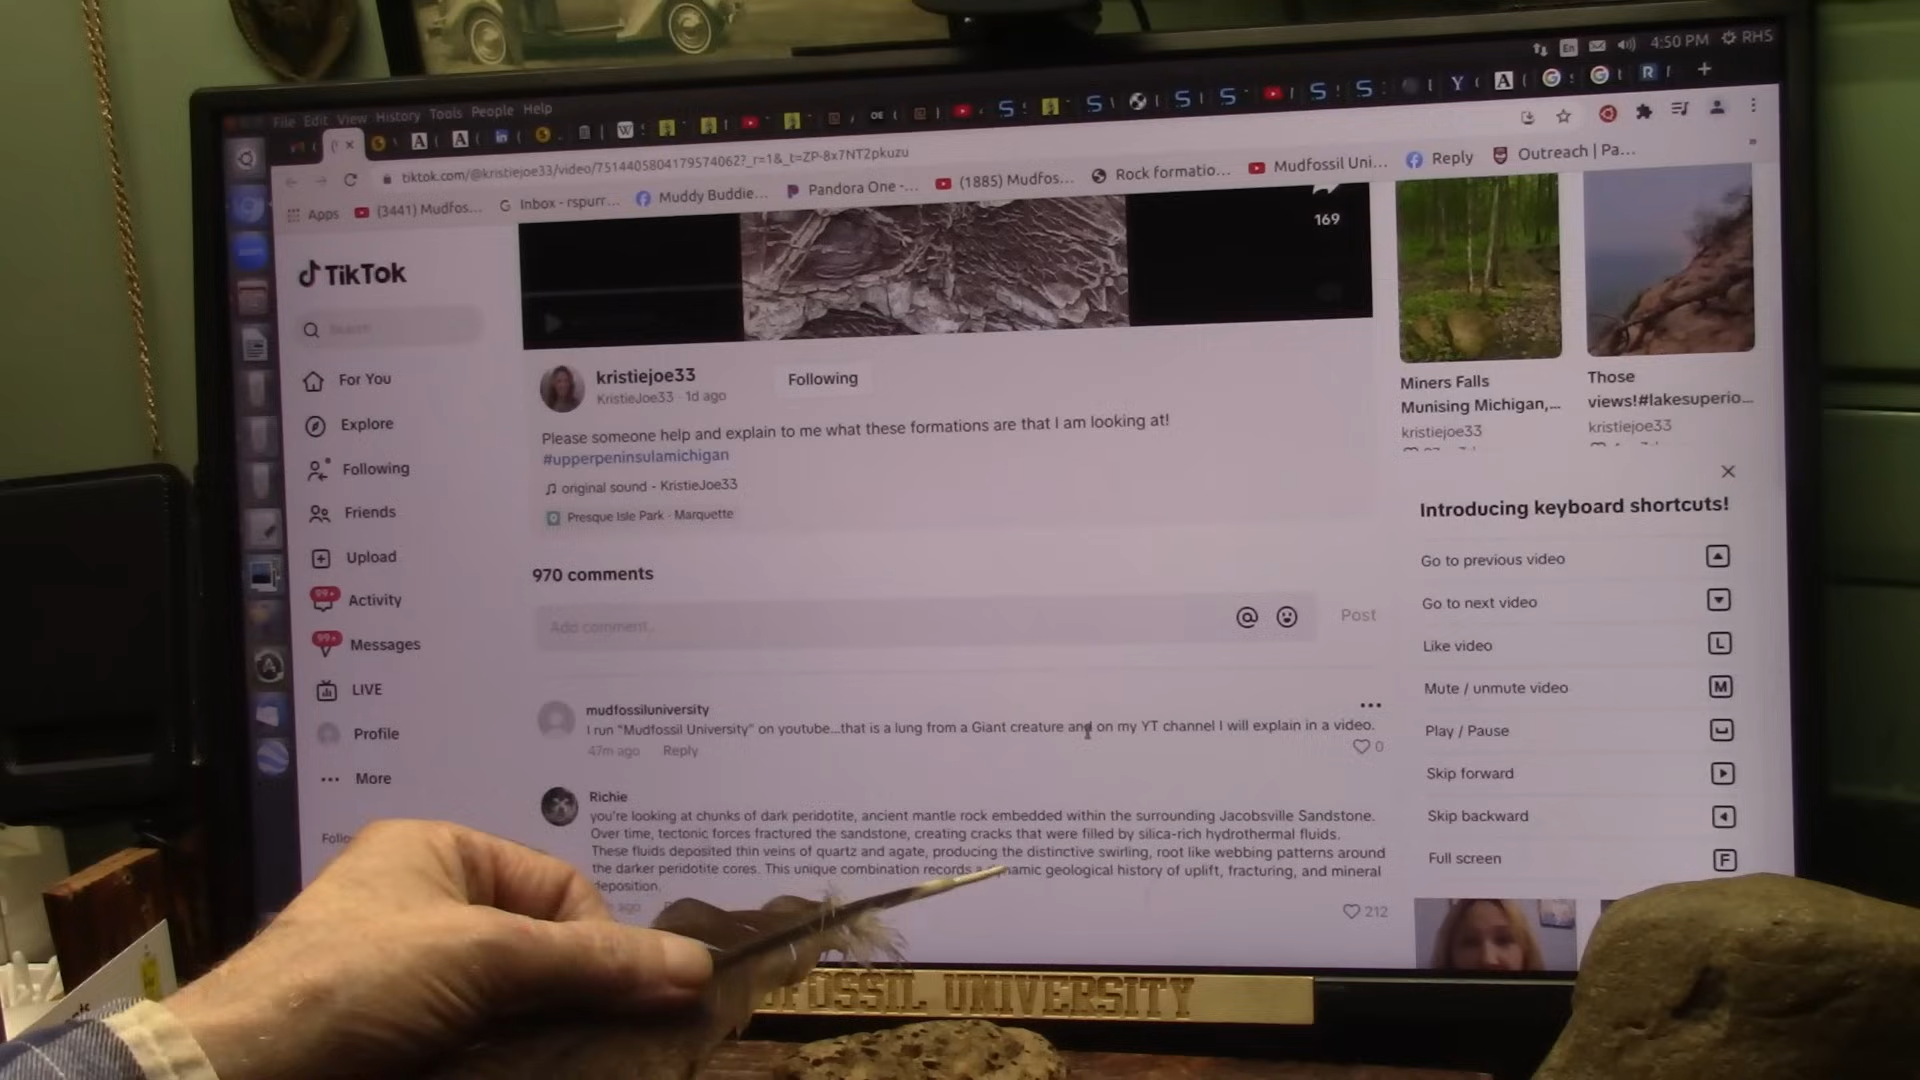 4:50 PM RHS
File Edit View History Tools People Help
tiktok.com/@kristiejoe33/video/7514405804179574062?_r=1&_t=ZP-8x7NT2pkuzu
Apps (3441) Mudfos... Inbox - rspurr... Muddy Buddie... Pandora One -... (1885) Mudfos... Rock formatio... Mudfossil Uni... Reply Outreach | Pa...
TikTok
Search
For You
Explore
Following
Friends
Upload
99+ Activity
99+ Messages
LIVE
Profile
More
169
kristiejoe33
KristieJoe33 · 1d ago
Following
Please someone help and explain to me what these formations are that I am looking at!
#upperpeninsulamichigan
original sound - KristieJoe33
Presque Isle Park · Marquette
970 comments
Add comment...
Post
mudfossiluniversity
I run "Mudfossil University" on youtube...that is a lung from a Giant creature and on my YT channel I will explain in a video.
47m ago Reply
0
Richie
you're looking at chunks of dark peridotite, ancient mantle rock embedded within the surrounding Jacobsville Sandstone.
Over time, tectonic forces fractured the sandstone, creating cracks that were filled by silica-rich hydrothermal fluids.
These fluids deposited thin veins of quartz and agate, producing the distinctive swirling, root like webbing patterns around
the darker peridotite cores. This unique combination records a dynamic geological history of uplift, fracturing, and mineral
deposition.
ago
212
Miners Falls
Munising Michigan,...
kristiejoe33
Those
views!#lakesuperio...
kristiejoe33
Introducing keyboard shortcuts!
Go to previous video
Go to next video
Like video L
Mute / unmute video M
Play / Pause
Skip forward
Skip backward
Full screen F
FOSSIL UNIVERSITY